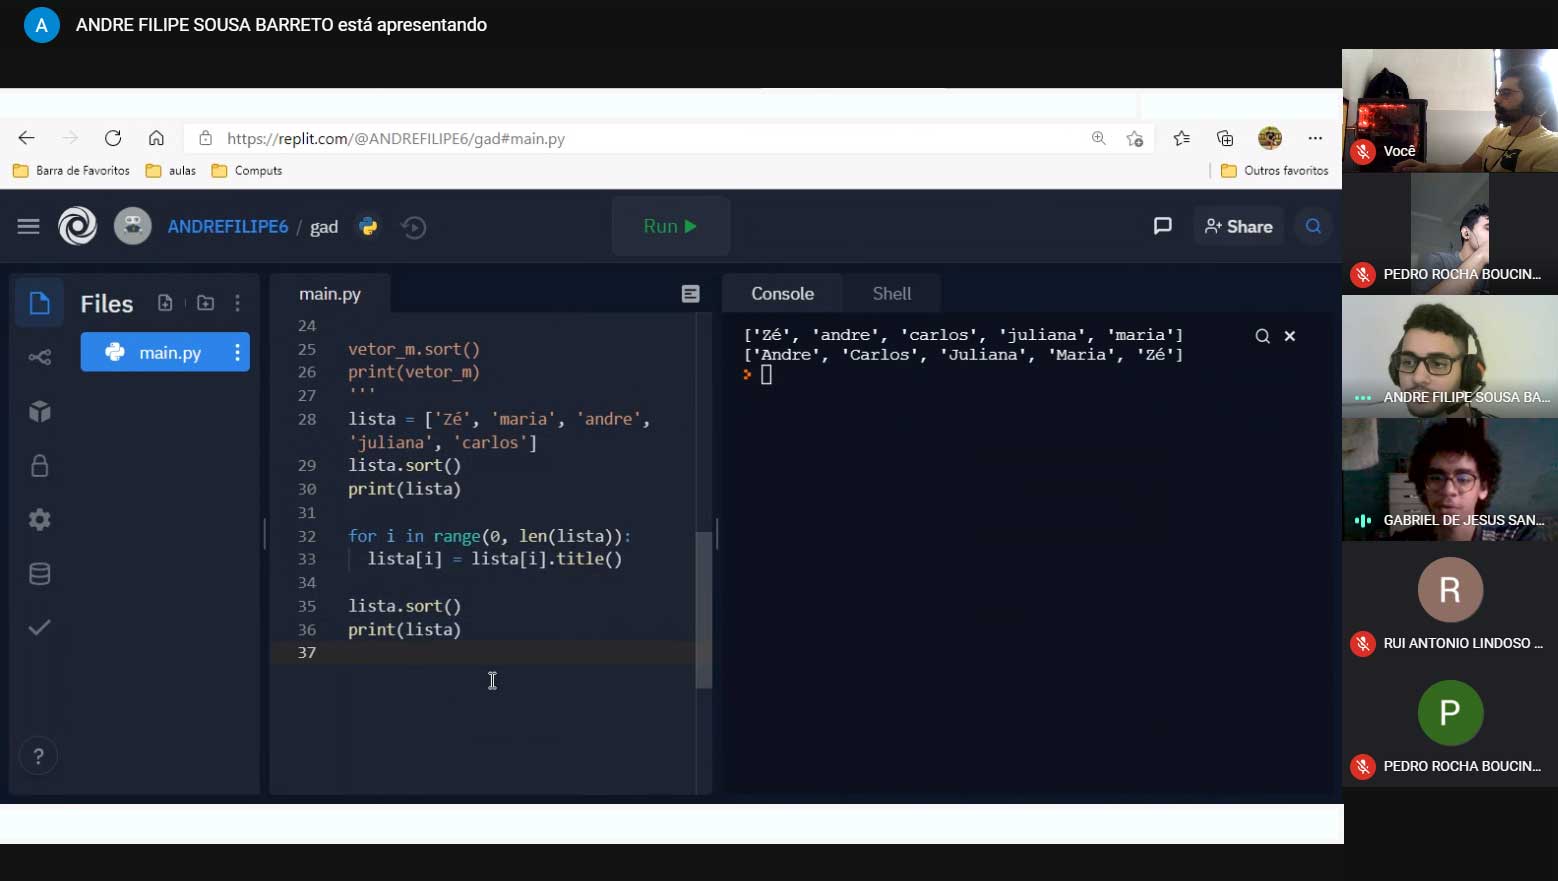 A ANDRE FILIPE SOUSA BARRETO está apresentando
https://replit.com/@ANDREFILIPE6/gad#main.py
Barra de Favoritos aulas Computs Outros favoritos
ANDREFILIPE6 / gad Run Share
Files
main.py
main.py
24
25 vetor_m.sort()
26 print(vetor_m)
27 '''
28 lista = ['Zé', 'maria', 'andre',
'juliana', 'carlos']
29 lista.sort()
30 print(lista)
31
32 for i in range(0, len(lista)):
33 lista[i] = lista[i].title()
34
35 lista.sort()
36 print(lista)
37
?
Console Shell
['Zé', 'andre', 'carlos', 'juliana', 'maria']
['Andre', 'Carlos', 'Juliana', 'Maria', 'Zé']
Você
PEDRO ROCHA BOUCIN...
ANDRE FILIPE SOUSA BA...
GABRIEL DE JESUS SAN...
R
RUI ANTONIO LINDOSO ...
P
PEDRO ROCHA BOUCIN...